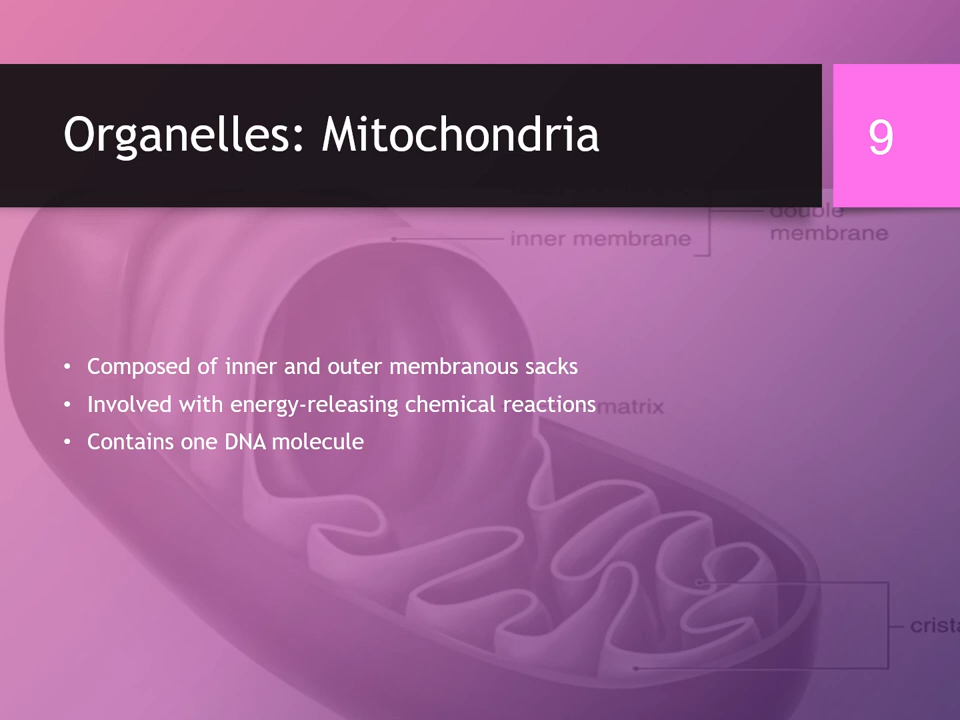 Organelles: Mitochondria
9
double
membrane
inner membrane
• Composed of inner and outer membranous sacks
• Involved with energy-releasing chemical reactions
matrix
• Contains one DNA molecule